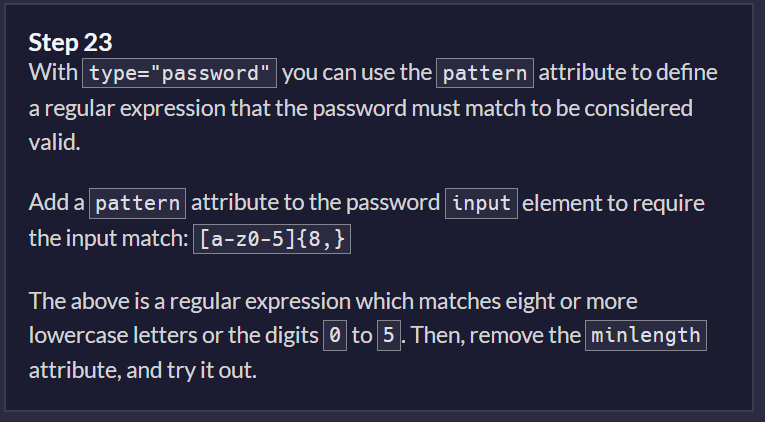 Step 23
With type="password" you can use the pattern attribute to define
a regular expression that the password must match to be considered
valid.
Add a pattern attribute to the password input element to require
the input match: [a-z0-5]{8,}
The above is a regular expression which matches eight or more
lowercase letters or the digits 0 to 5. Then, remove the minlength
attribute, and try it out.